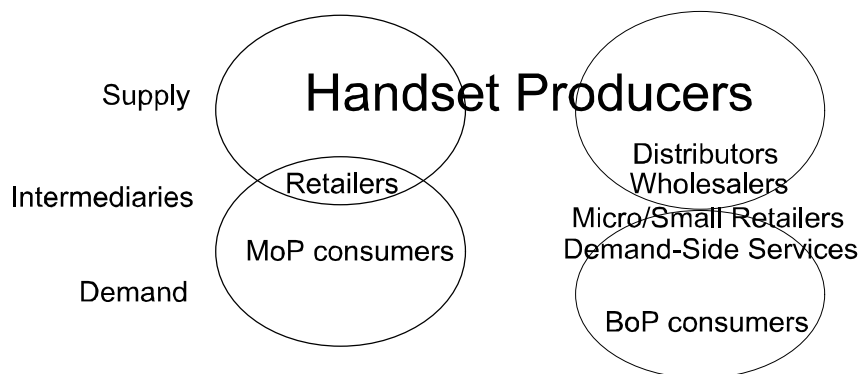 Supply
Handset Producers
Distributors
Intermediaries
Retailers
Wholesalers
Micro/Small Retailers
MoP consumers
Demand-Side Services
Demand
BoP consumers